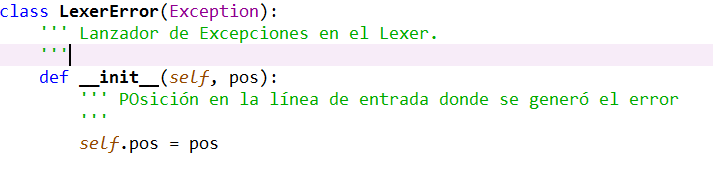 class LexerError(Exception):
    ''' Lanzador de Excepciones en el Lexer.
    '''
    def __init__(self, pos):
        ''' POsición en la línea de entrada donde se generó el error
        '''
        self.pos = pos